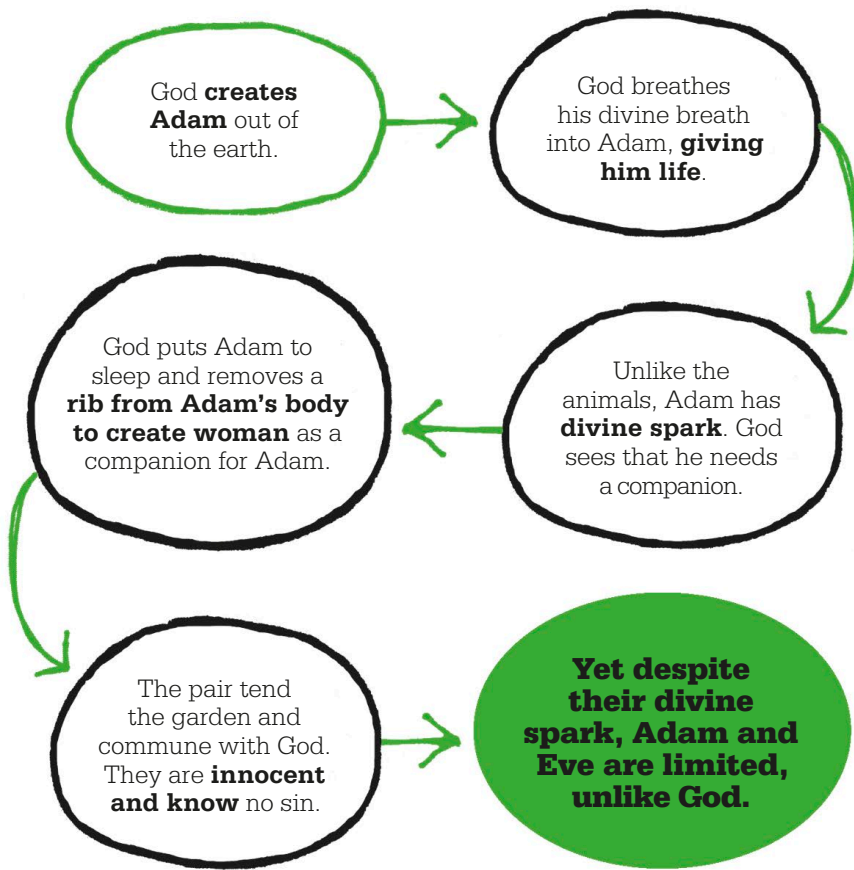 God creates
Adam out of
the earth.
God breathes
his divine breath
into Adam, giving
him life.
Unlike the
animals, Adam has
divine spark. God
sees that he needs
a companion.
God puts Adam to
sleep and removes a
rib from Adam’s body
to create woman as a
companion for Adam.
The pair tend
the garden and
commune with God.
They are innocent
and know no sin.
Yet despite
their divine
spark, Adam and
Eve are limited,
unlike God.